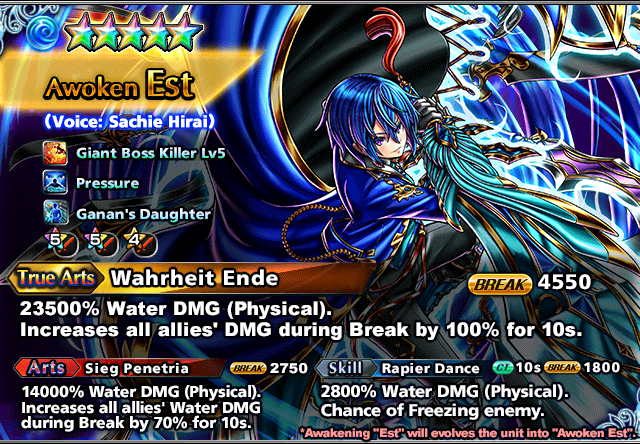 Awoken Est
(Voice: Sachie Hirai)
Giant Boss Killer Lv5
Pressure
Ganan's Daughter
5 5 4
True Arts Wahrheit Ende BREAK 4550
23500% Water DMG (Physical).
Increases all allies' DMG during Break by 100% for 10s.
Arts Sieg Penetria BREAK 2750
14000% Water DMG (Physical).
Increases all allies' Water DMG
during Break by 70% for 10s.
Skill Rapier Dance CT 10s BREAK 1800
2800% Water DMG (Physical).
Chance of Freezing enemy.
*Awakening "Est" will evolves the unit into "Awoken Est".